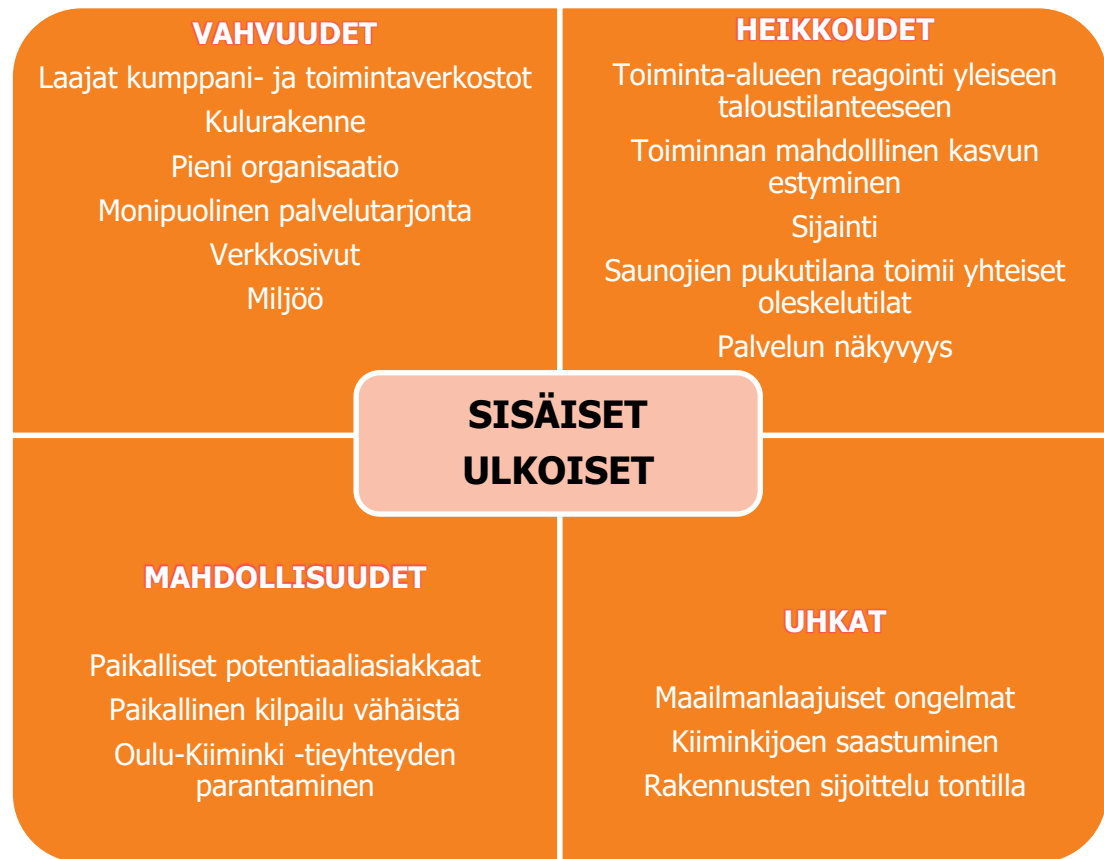 VAHVUUDET
Laajat kumppani- ja toimintaverkostot
Kulurakenne
Pieni organisaatio
Monipuolinen palvelutarjonta
Verkkosivut
Miljöö
HEIKKOUDET
Toiminta-alueen reagointi yleiseen
taloustilanteeseen
Toiminnan mahdolllinen kasvun
estyminen
Sijainti
Saunojien pukutilana toimii yhteiset
oleskelutilat
Palvelun näkyvyys
SISÄISET
ULKOISET
MAHDOLLISUUDET
Paikalliset potentiaaliasiakkaat
Paikallinen kilpailu vähäistä
Oulu-Kiiminki -tieyhteyden
parantaminen
UHKAT
Maailmanlaajuiset ongelmat
Kiiminkijoen saastuminen
Rakennusten sijoittelu tontilla